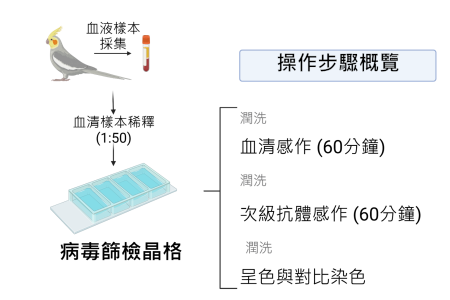 血液樣本
採集
操作步驟概覽
血清樣本稀釋
(1:50)
潤洗
血清感作 (60分鐘)
潤洗
次級抗體感作 (60分鐘)
病毒篩檢晶格
潤洗
呈色與對比染色